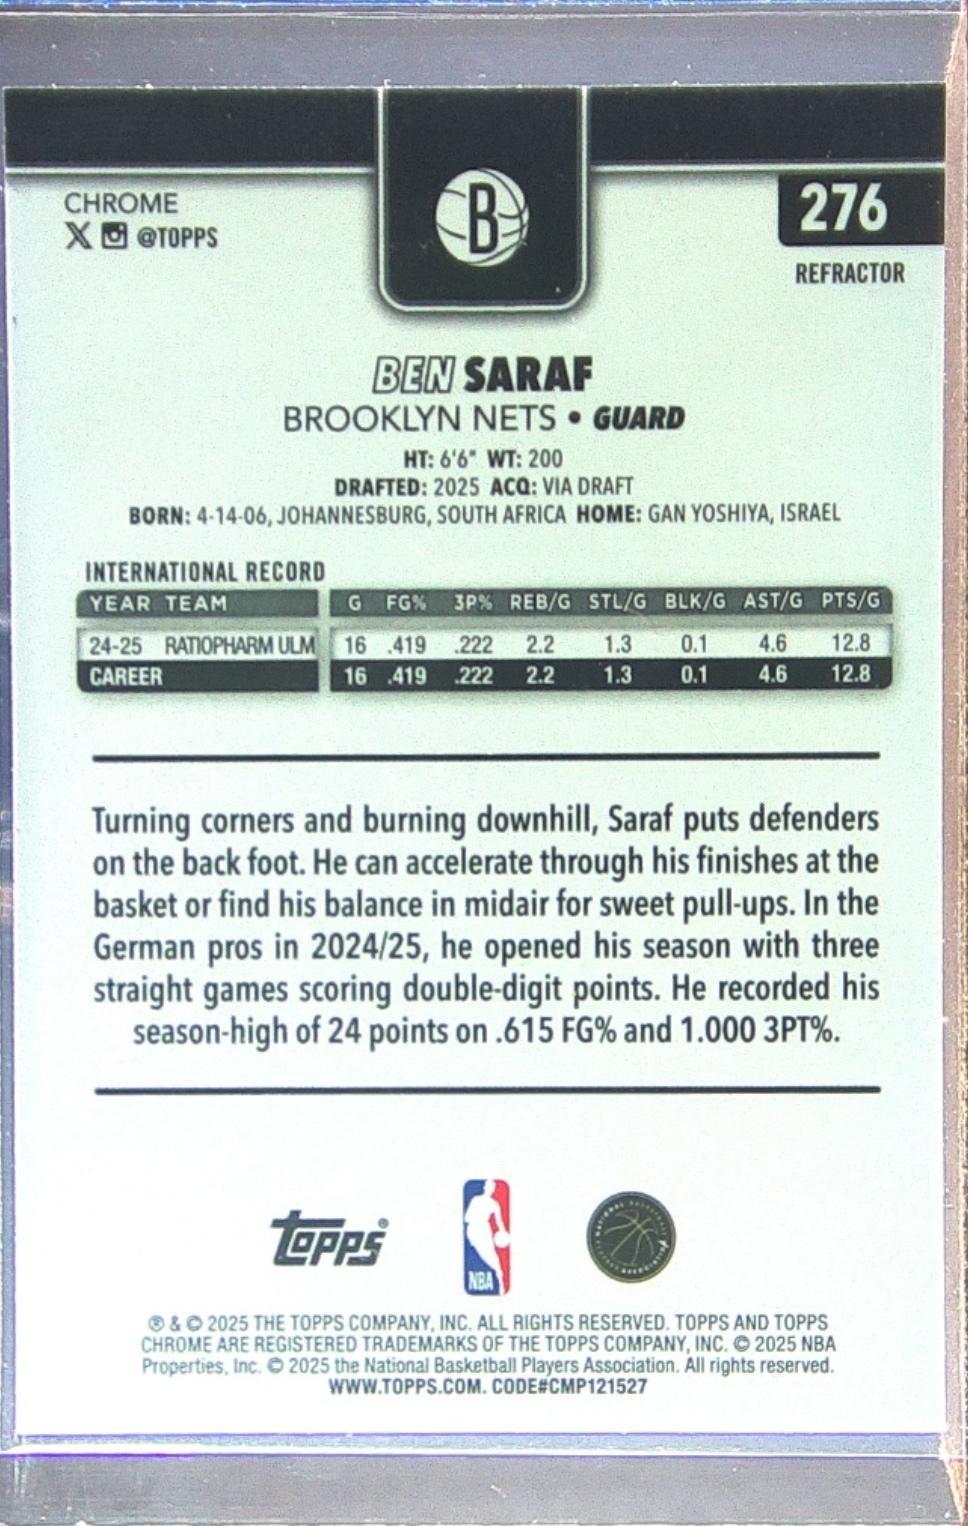 CHROME
X @TOPPS
B
276
REFRACTOR
BEN SARAF
BROOKLYN NETS • GUARD
HT: 6'6" WT: 200
DRAFTED: 2025 ACQ: VIA DRAFT
BORN: 4-14-06, JOHANNESBURG, SOUTH AFRICA HOME: GAN YOSHIYA, ISRAEL
INTERNATIONAL RECORD
YEAR TEAM G FG% 3P% REB/G STL/G BLK/G AST/G PTS/G
24-25 RATIOPHARM ULM 16 .419 .222 2.2 1.3 0.1 4.6 12.8
CAREER 16 .419 .222 2.2 1.3 0.1 4.6 12.8
Turning corners and burning downhill, Saraf puts defenders
on the back foot. He can accelerate through his finishes at the
basket or find his balance in midair for sweet pull-ups. In the
German pros in 2024/25, he opened his season with three
straight games scoring double-digit points. He recorded his
season-high of 24 points on .615 FG% and 1.000 3PT%.
Topps®
NBA
® & © 2025 THE TOPPS COMPANY, INC. ALL RIGHTS RESERVED. TOPPS AND TOPPS
CHROME ARE REGISTERED TRADEMARKS OF THE TOPPS COMPANY, INC. © 2025 NBA
Properties, Inc. © 2025 the National Basketball Players Association. All rights reserved.
WWW.TOPPS.COM. CODE#CMP121527